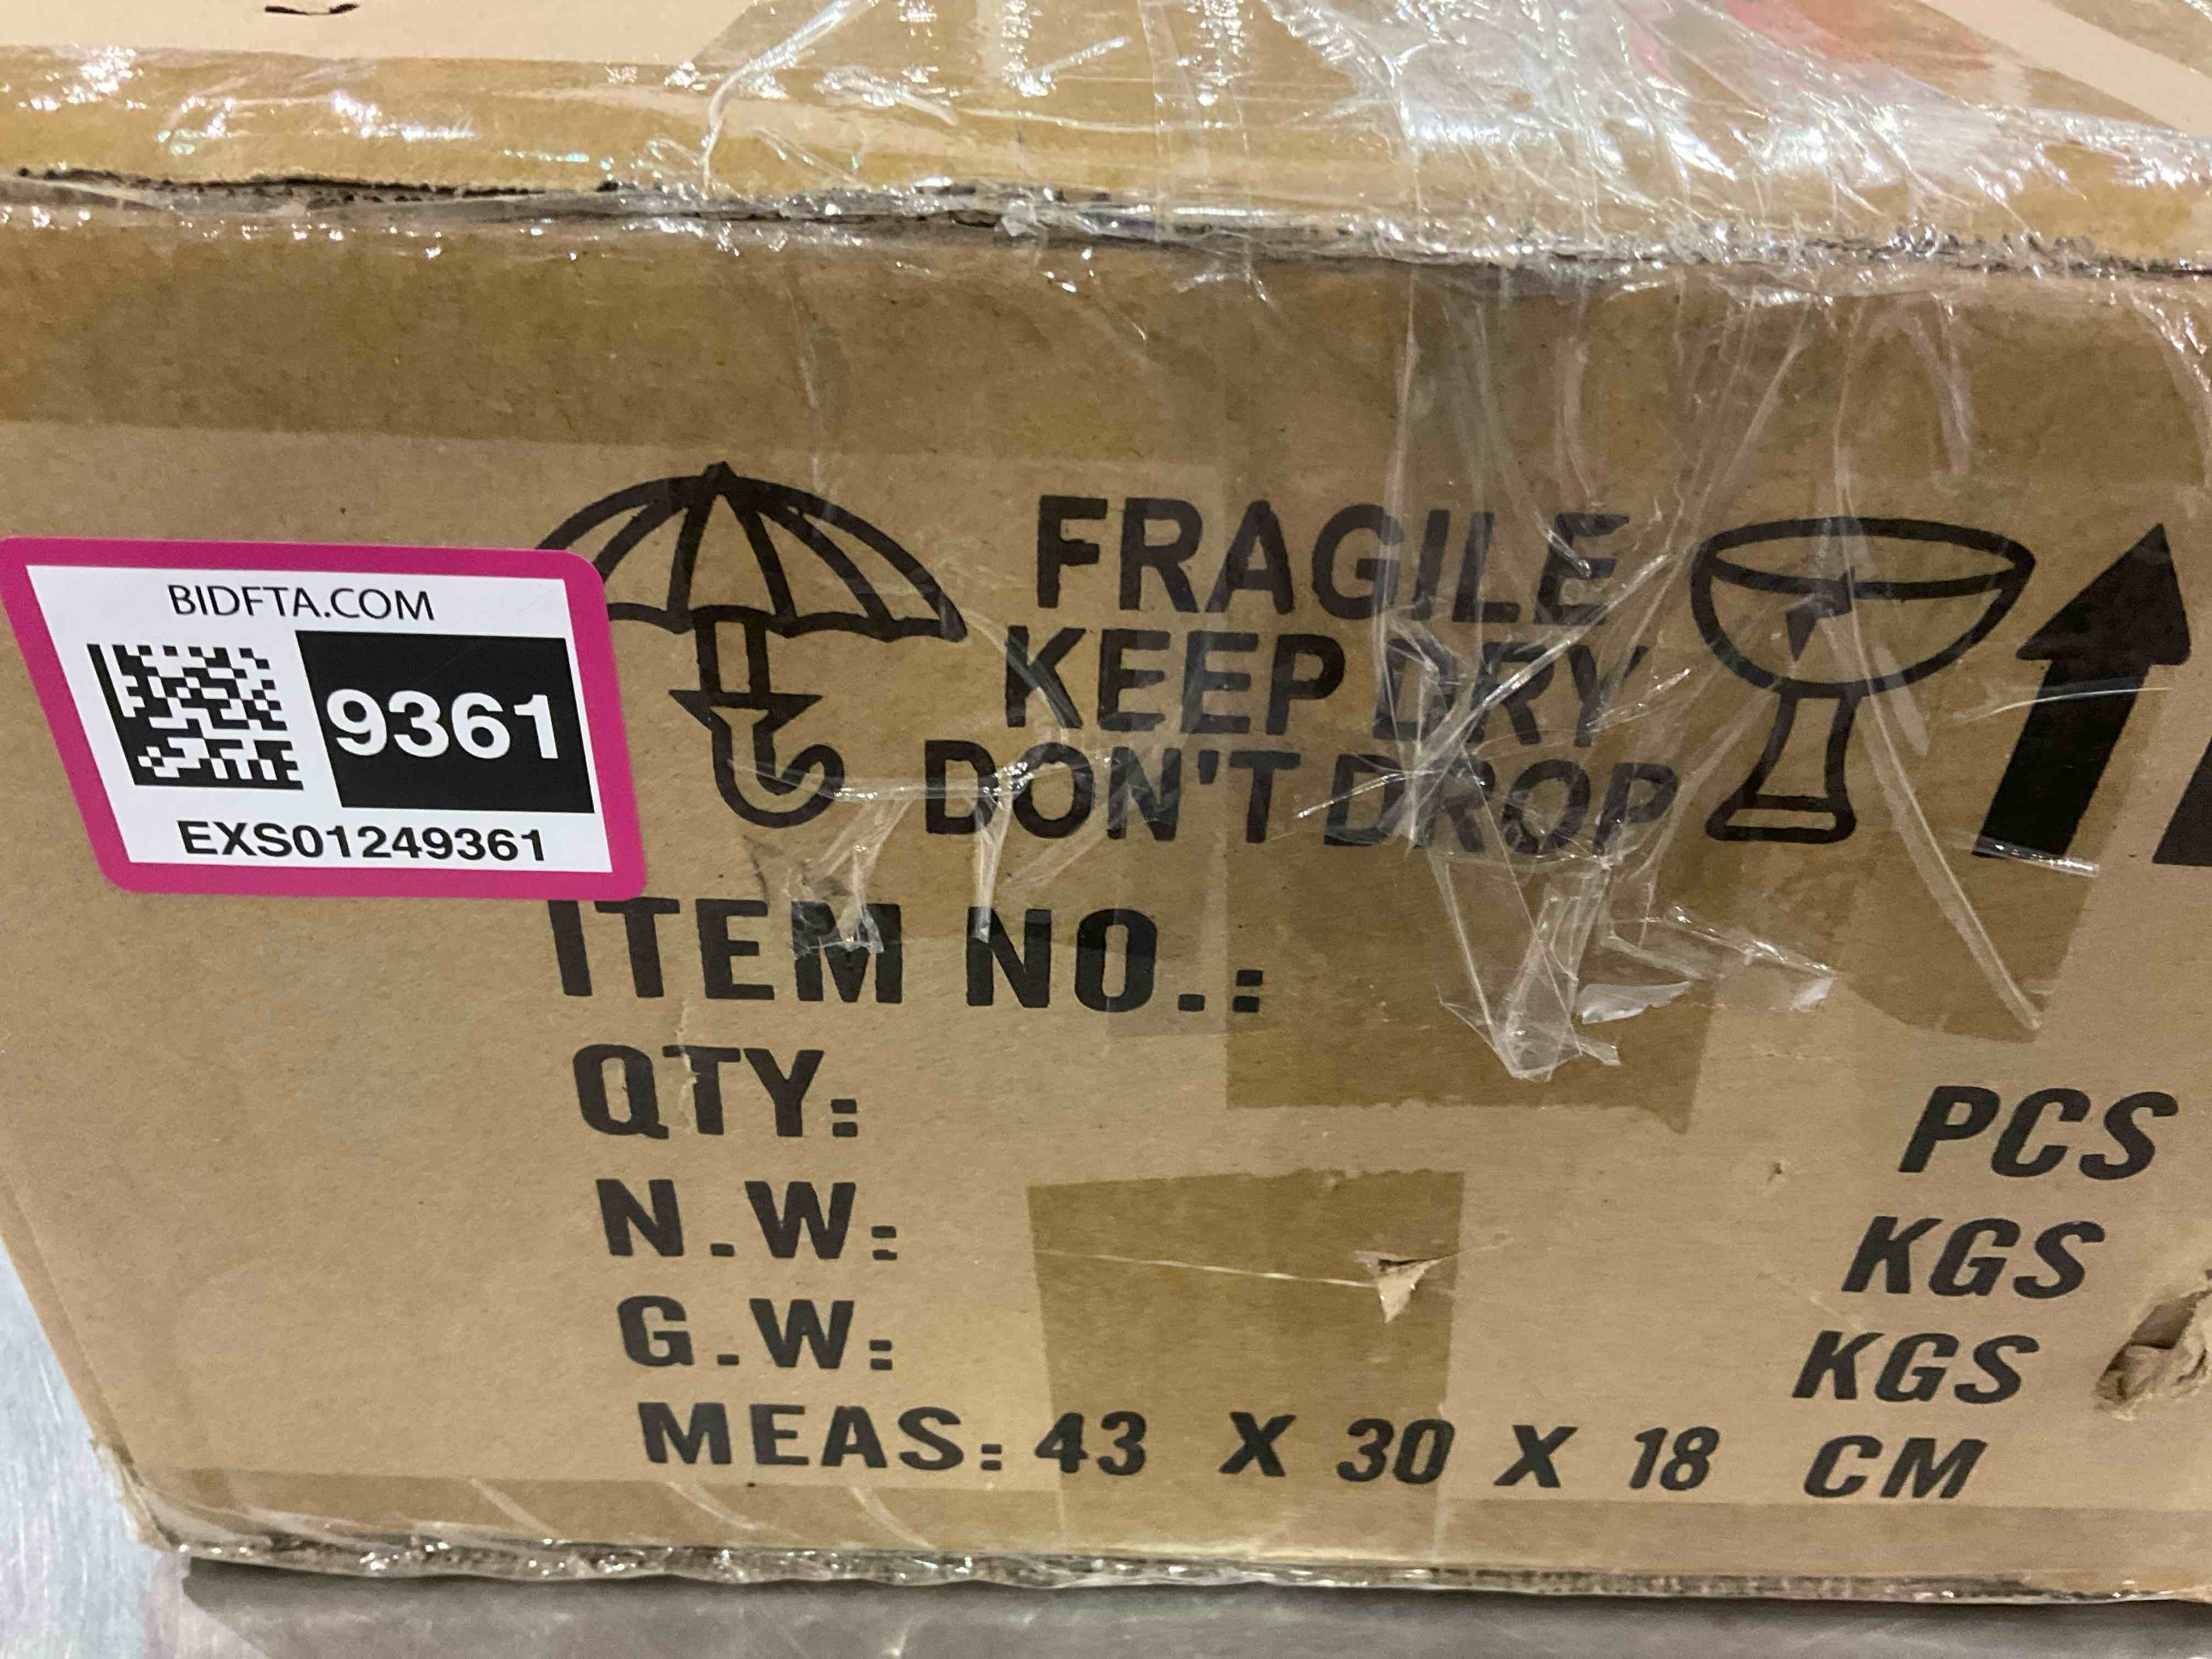 BIDFTA.COM
9361
EXS01249361
FRAGILE
KEEP DRY
DON'T DROP
ITEM NO.:
QTY: PCS
N.W: KGS
G.W: KGS
MEAS: 43 X 30 X 18 CM